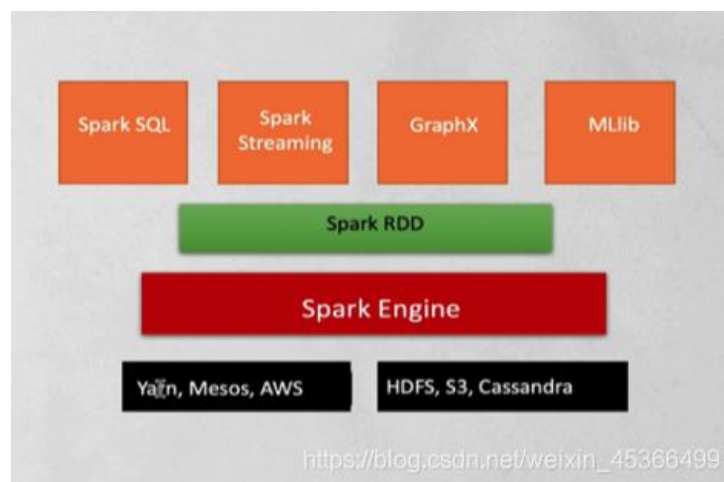 Spark SQL
Spark
Streaming
GraphX
MLlib
Spark RDD
Spark Engine
Yarn, Mesos, AWS
HDFS, S3, Cassandra
https://blog.csdn.net/weixin_45366499